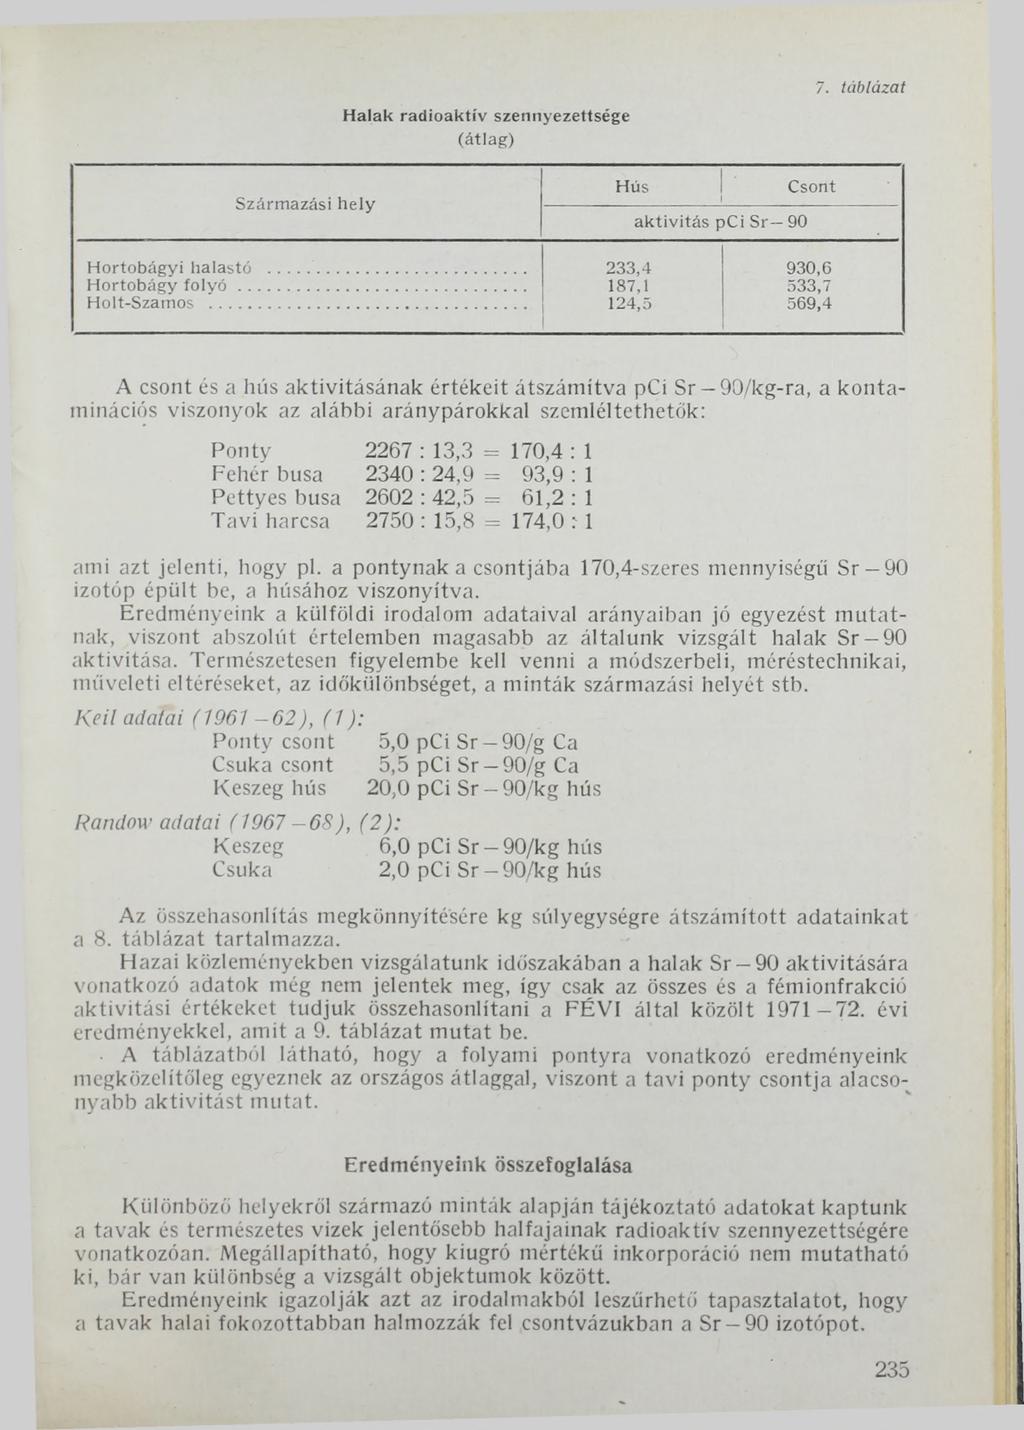 7. táblázat
Halak radioaktív szennyezettsége
(átlag)
Származási hely
Hús
Csont
aktivitás pCi Sr—90
Hortobágyi halastó ........................... 233,4 930,6
Hortobágy folyó .............................. 187,1 533,7
Holt-Szamos .................................. 124,5 569,4
A csont és a hús aktivitásának értékeit átszámítva pCi Sr—90/kg-ra, a konta-
minációs viszonyok az alábbi aránypárokkal szemléltethetők:
Ponty 2267 : 13,3 = 170,4 : 1
Fehér busa 2340 : 24,9 = 93,9 : 1
Pettyes busa 2602 : 42,5 = 61,2 : 1
Tavi harcsa 2750 : 15,8 = 174,0 : 1
ami azt jelenti, hogy pl. a pontynak a csontjába 170,4-szeres mennyiségű Sr—90
izotóp épült be, a húsához viszonyítva.
Eredményeink a külföldi irodalom adataival arányaiban jó egyezést mutat-
nak, viszont abszolút értelemben magasabb az általunk vizsgált halak Sr—90
aktivitása. Természetesen figyelembe kell venni a módszerbeli, méréstechnikai,
műveleti eltéréseket, az időkülönbséget, a minták származási helyét stb.
Keil adatai (1961—62), (1):
Ponty csont 5,0 pCi Sr—90/g Ca
Csuka csont 5,5 pCi Sr—90/g Ca
Keszeg hús 20,0 pCi Sr—90/kg hús
Randow adatai (1967—68), (2):
Keszeg 6,0 pCi Sr—90/kg hús
Csuka 2,0 pCi Sr—90/kg hús
Az összehasonlítás megkönnyítésére kg súlyegységre átszámított adatainkat
a 8. táblázat tartalmazza.
Hazai közleményekben vizsgálatunk időszakában a halak Sr—90 aktivitására
vonatkozó adatok még nem jelentek meg, így csak az összes és a fémionfrakció
aktivitási értékeket tudjuk összehasonlítani a FÉVI által közölt 1971—72. évi
eredményekkel, amit a 9. táblázat mutat be.
A táblázatból látható, hogy a folyami pontyra vonatkozó eredményeink
megközelítőleg egyeznek az országos átlaggal, viszont a tavi ponty csontja alacso-
nyabb aktivitást mutat.
Eredményeink összefoglalása
Különböző helyekről származó minták alapján tájékoztató adatokat kaptunk
a tavak és természetes vizek jelentősebb halfajainak radioaktív szennyezettségére
vonatkozóan. Megállapítható, hogy kiugró mértékű inkorporáció nem mutatható
ki, bár van különbség a vizsgált objektumok között.
Eredményeink igazolják azt az irodalmakból leszűrhető tapasztalatot, hogy
a tavak halai fokozottabban halmozzák fel csontvázukban a Sr—90 izotópot.
235